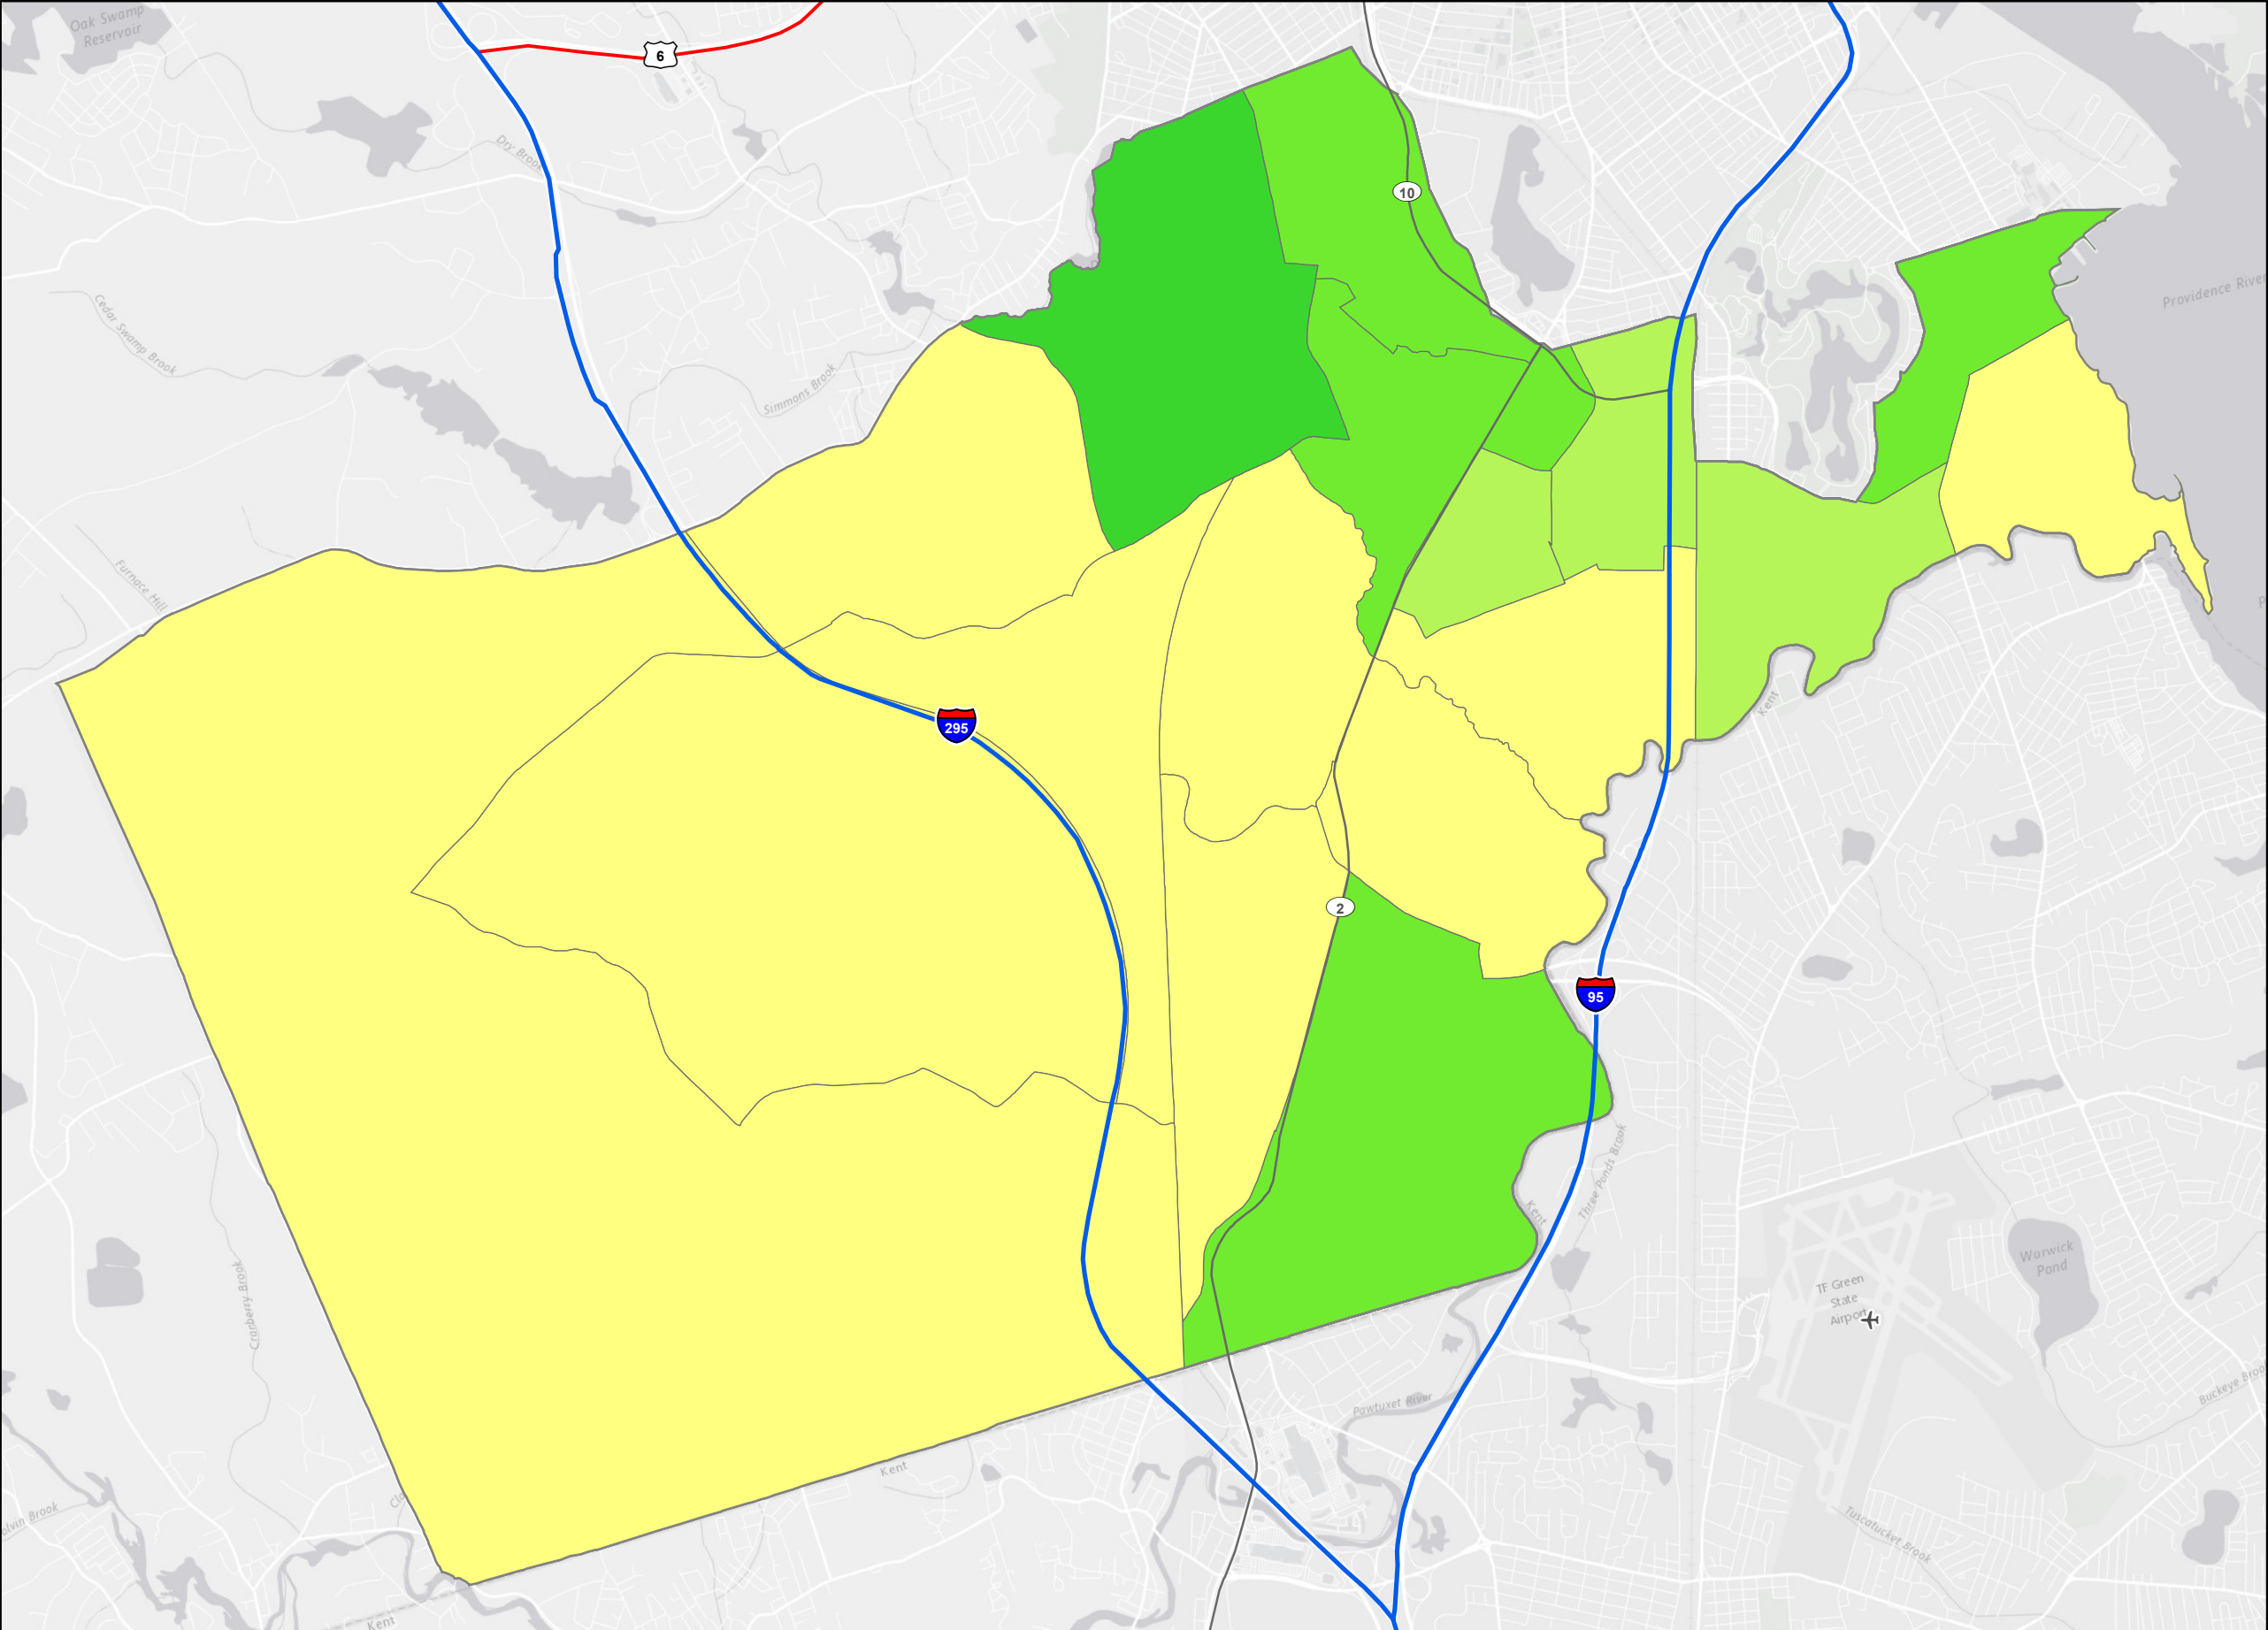 Oak Swamp
Reservoir
6
Dry Brook
10
Providence River
Cedar Swamp Brook
Simmons Brook
Furnace Hill
Kent
295
2
95
Three Ponds Brook
Kent
Warwick
Pond
TF Green
State
Airport
Cranberry Brook
Pawtuxet River
Kent
Tuscatucket Brook
Kent